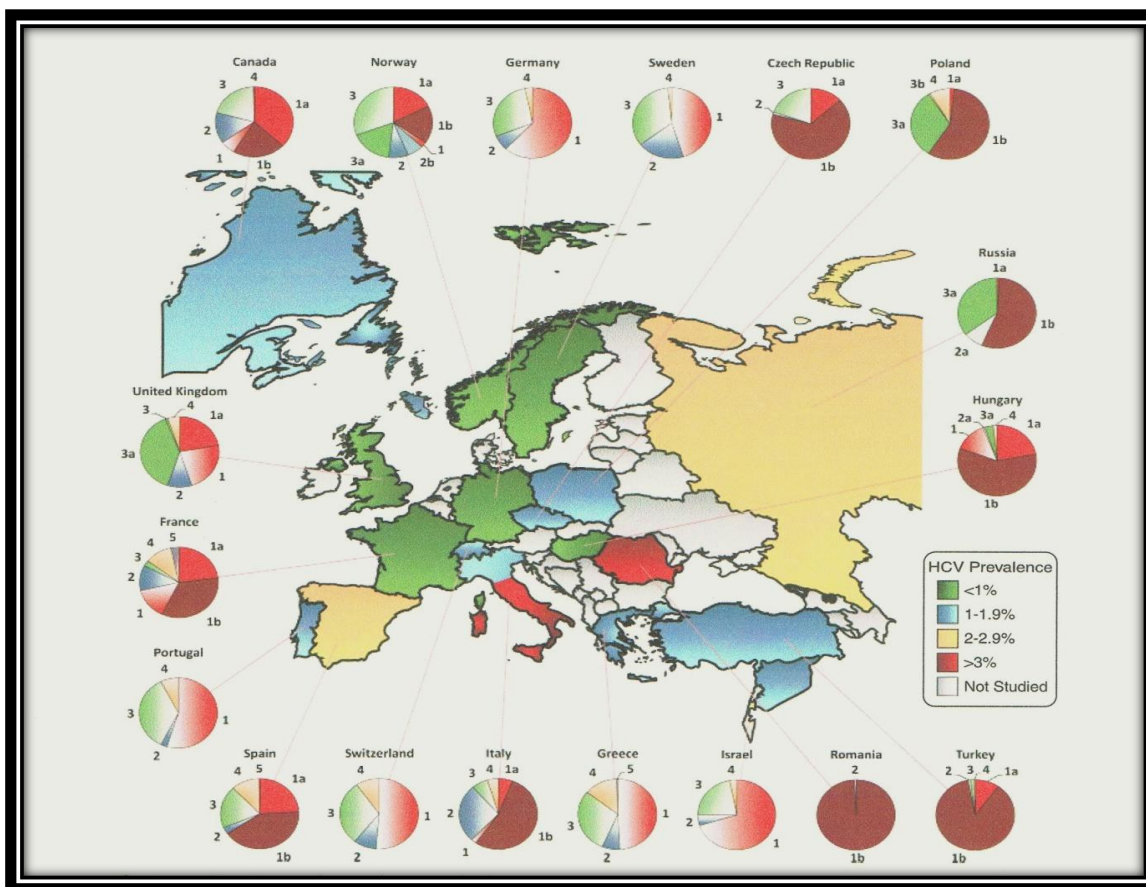 Canada
4
3
1a
2
1
1b
Norway
3
1a
1b
1
2b
2
3a
Germany
4
3
2
1
Sweden
4
3
2
1
Czech Republic
3
1a
2
1b
Poland
3b
4
1a
3a
1b
Russia
1a
3a
1b
2a
United Kingdom
3
4
1a
3a
1
2
Hungary
2a
3a
4
1
1a
1b
France
5
4
3
1a
2
1
1b
HCV Prevalence
<1%
1-1.9%
2-2.9%
>3%
Not Studied
Portugal
4
3
1
2
Spain
5
4
1a
3
2
1b
Switzerland
4
3
1
2
Italy
4
3
1a
2
1
1b
Greece
5
4
3
1
2
Israel
4
3
2
1
Romania
2
1b
Turkey
2
3
4
1a
1b